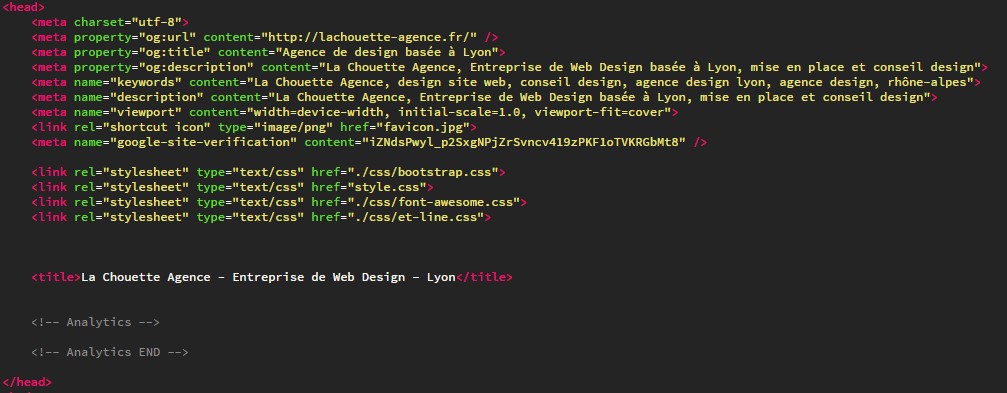 <head>
<meta charset="utf-8">
<meta property="og:url" content="http://lachouette-agence.fr/" />
<meta property="og:title" content="Agence de design basée à Lyon">
<meta property="og:description" content="La Chouette Agence, Entreprise de Web Design basée à Lyon, mise en place et conseil design">
<meta name="keywords" content="La Chouette Agence, design site web, conseil design, agence design lyon, agence design, rhône-alpes">
<meta name="description" content="La Chouette Agence, Entreprise de Web Design basée à Lyon, mise en place et conseil design">
<meta name="viewport" content="width=device-width, initial-scale=1.0, viewport-fit=cover">
<link rel="shortcut icon" type="image/png" href="favicon.jpg">
<meta name="google-site-verification" content="iZNdsPwyl_p2SxgNPjZrSvncv419zPKF1oTVKRGbMt8" />
<link rel="stylesheet" type="text/css" href="./css/bootstrap.css">
<link rel="stylesheet" type="text/css" href="style.css">
<link rel="stylesheet" type="text/css" href="./css/font-awesome.css">
<link rel="stylesheet" type="text/css" href="./css/et-line.css">
<title>La Chouette Agence - Entreprise de Web Design - Lyon</title>
<!-- Analytics -->
<!-- Analytics END -->
</head>